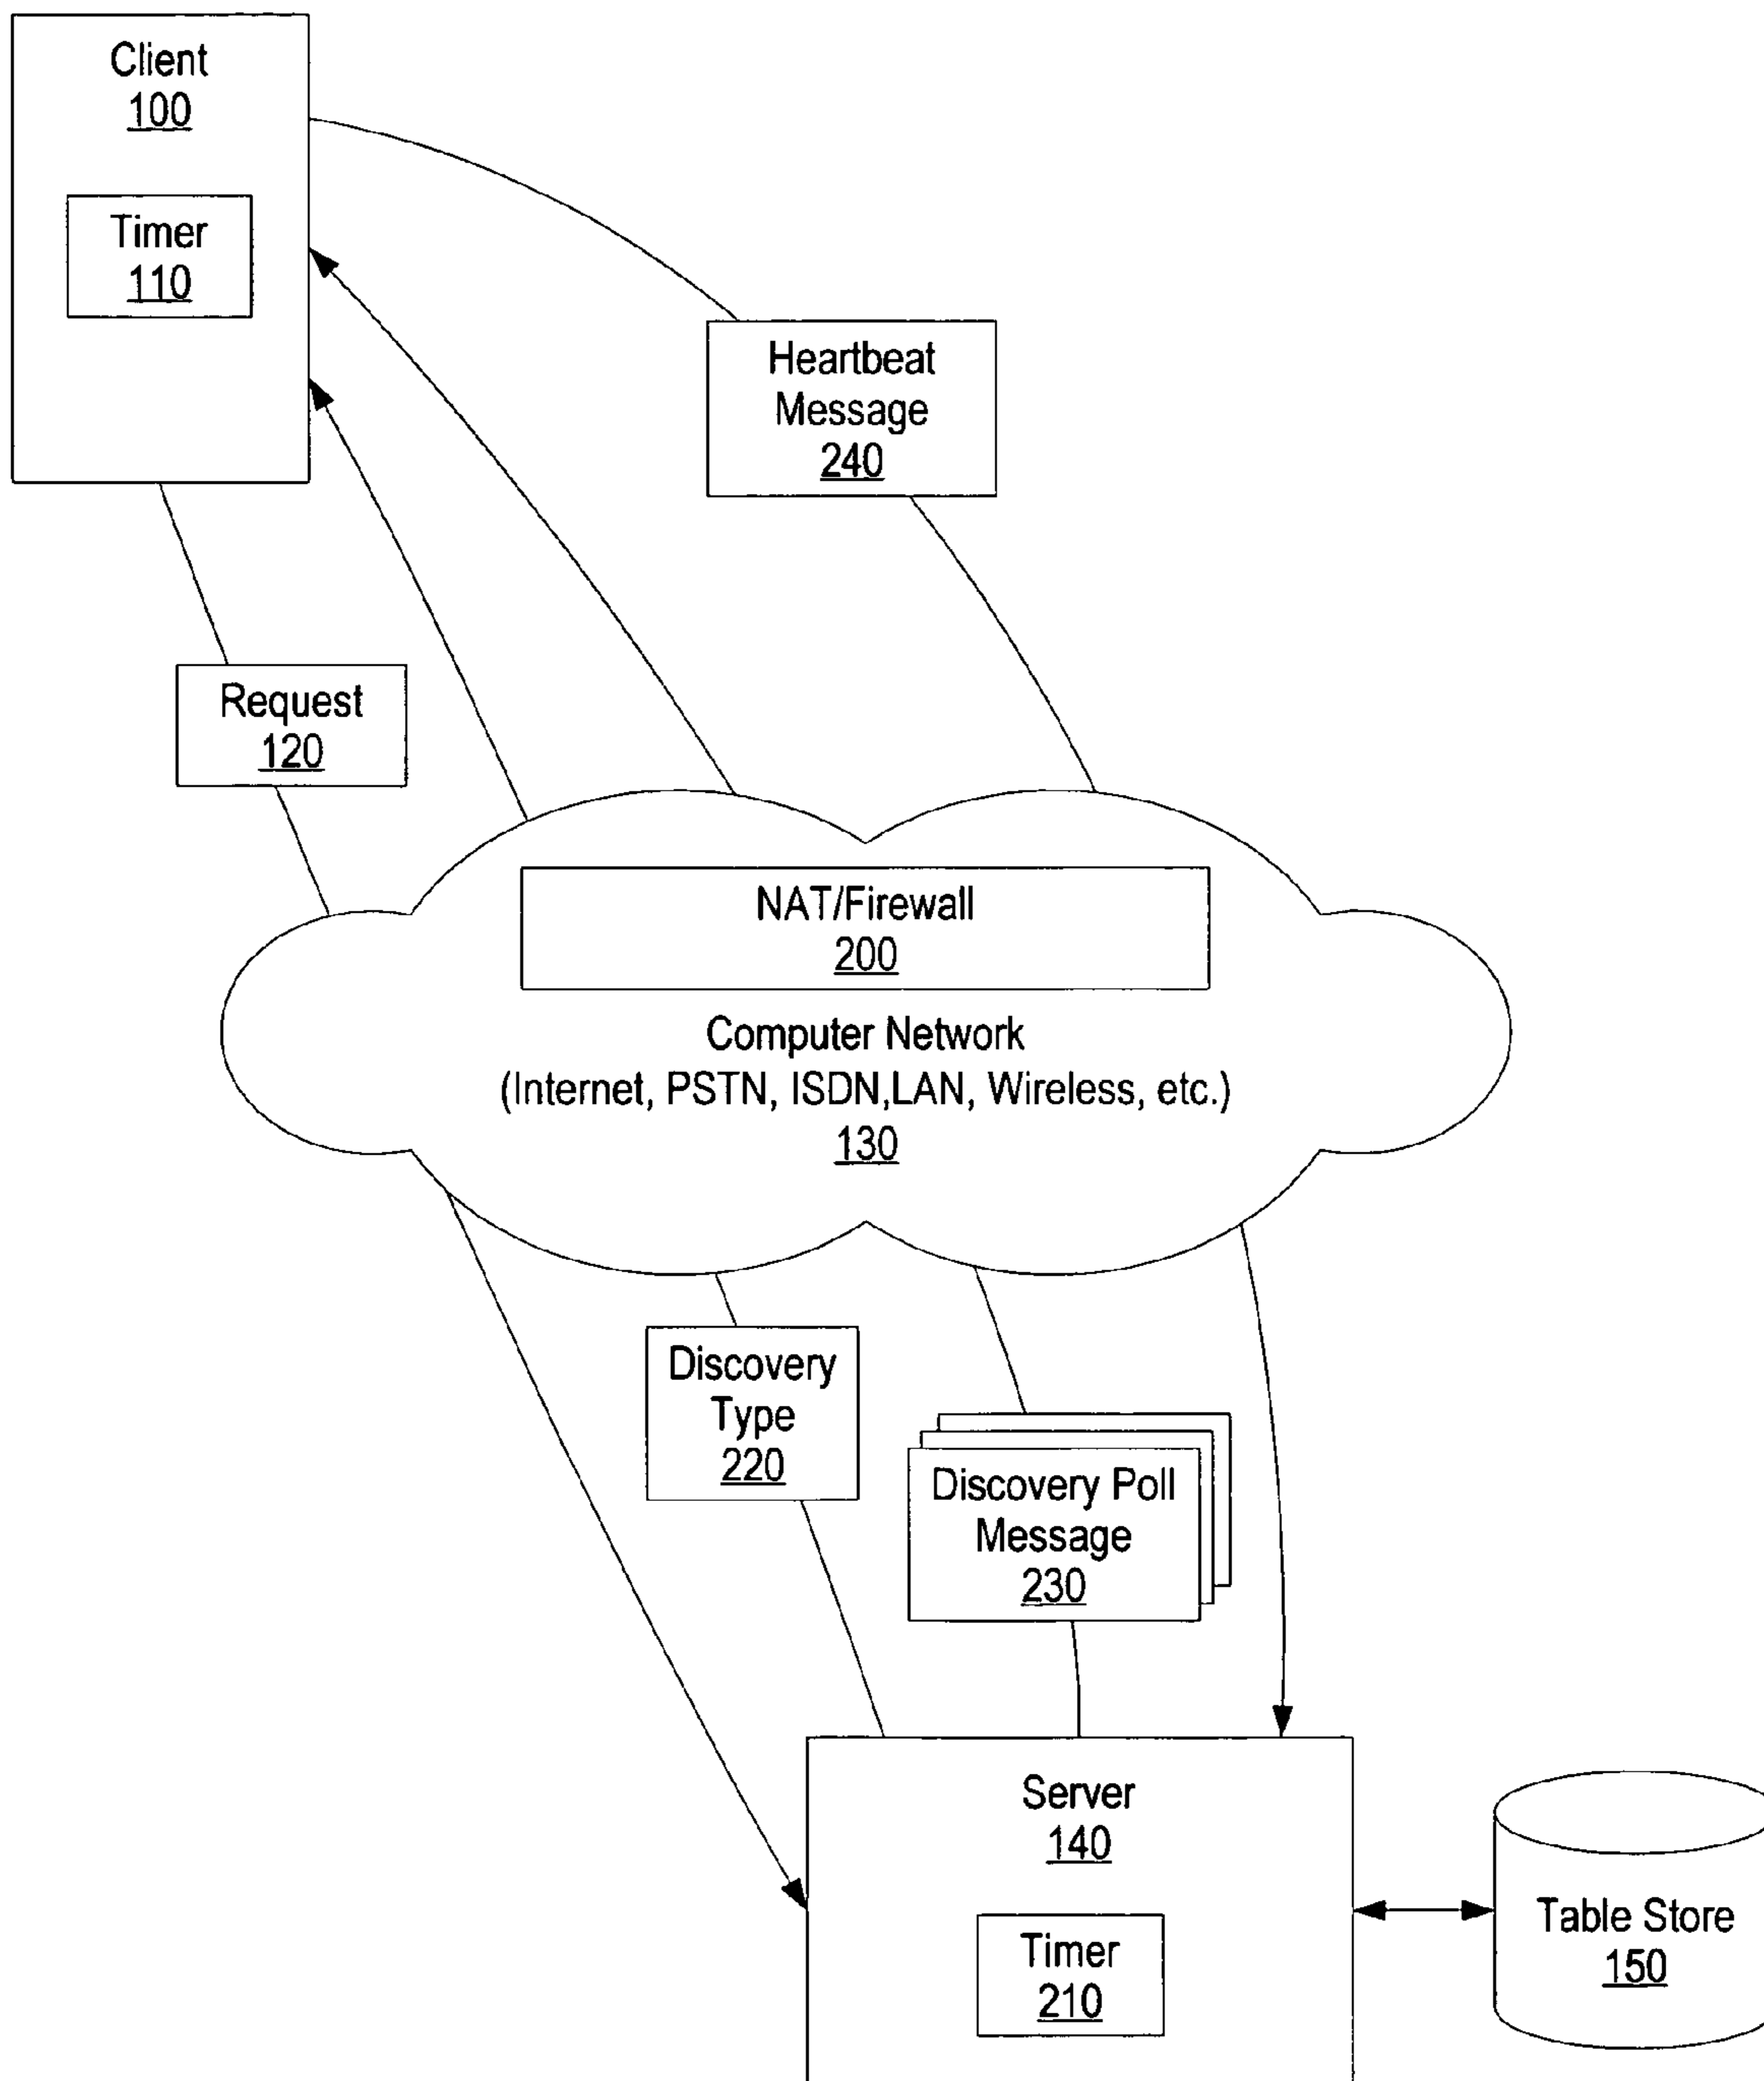 Client
100
Timer
110
Heartbeat
Message
240
Request
120
NAT/Firewall
200
Computer Network
(Internet, PSTN, ISDN,LAN, Wireless, etc.)
130
Discovery
Type
220
Discovery Poll
Message
230
Server
140
Timer
210
Table Store
150